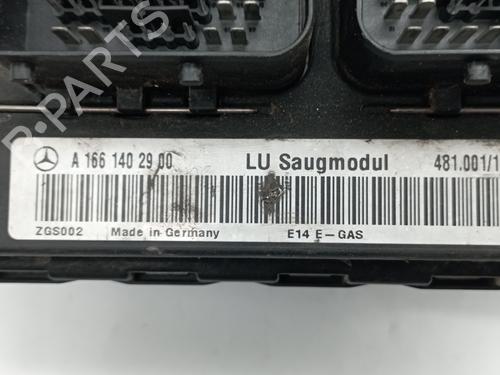 B-PARTS
A 166 140 29 00 LU Saugmodul 481.001/1
ZGS002 Made in Germany E14 E-GAS